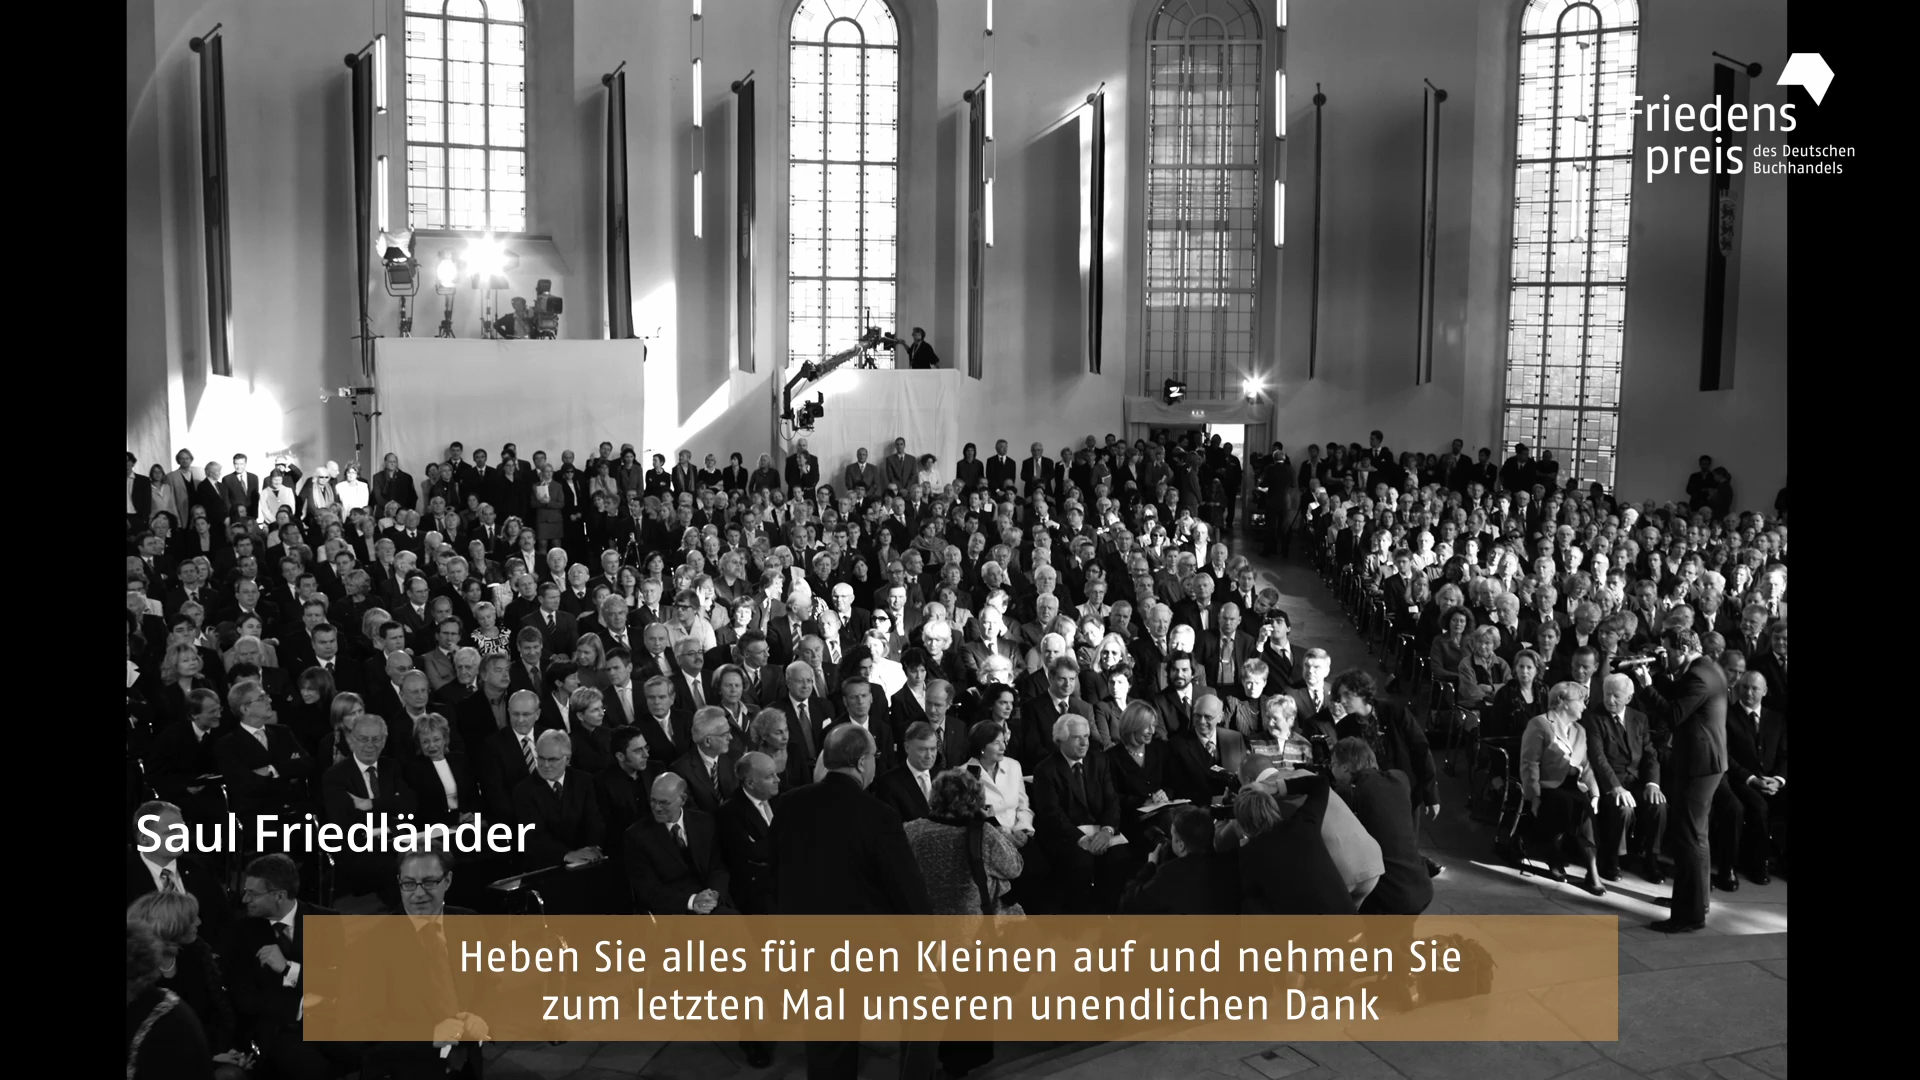 Friedens
preis des Deutschen
Buchhandels
Saul Friedländer
Heben Sie alles für den Kleinen auf und nehmen Sie
zum letzten Mal unseren unendlichen Dank